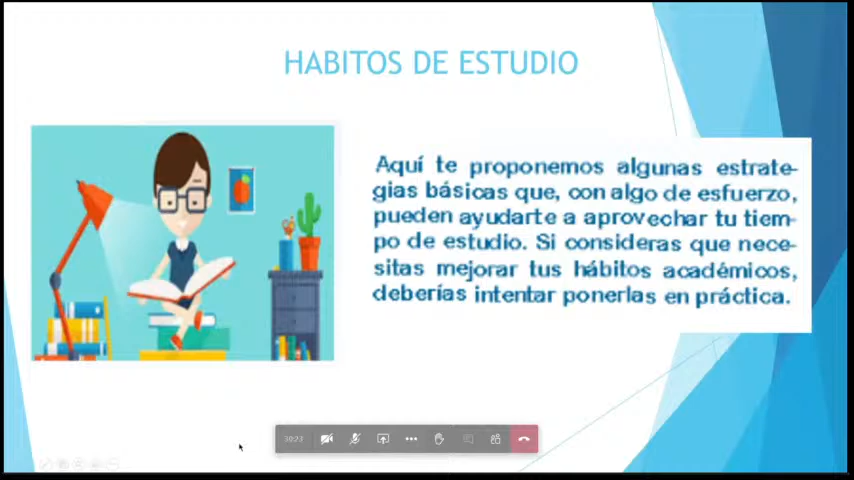 HABITOS DE ESTUDIO
Aquí te proponemos algunas estrate-
gias básicas que, con algo de esfuerzo,
pueden ayudarte a aprovechar tu tiem-
po de estudio. Si consideras que nece-
sitas mejorar tus hábitos académicos,
deberías intentar ponerlas en práctica.